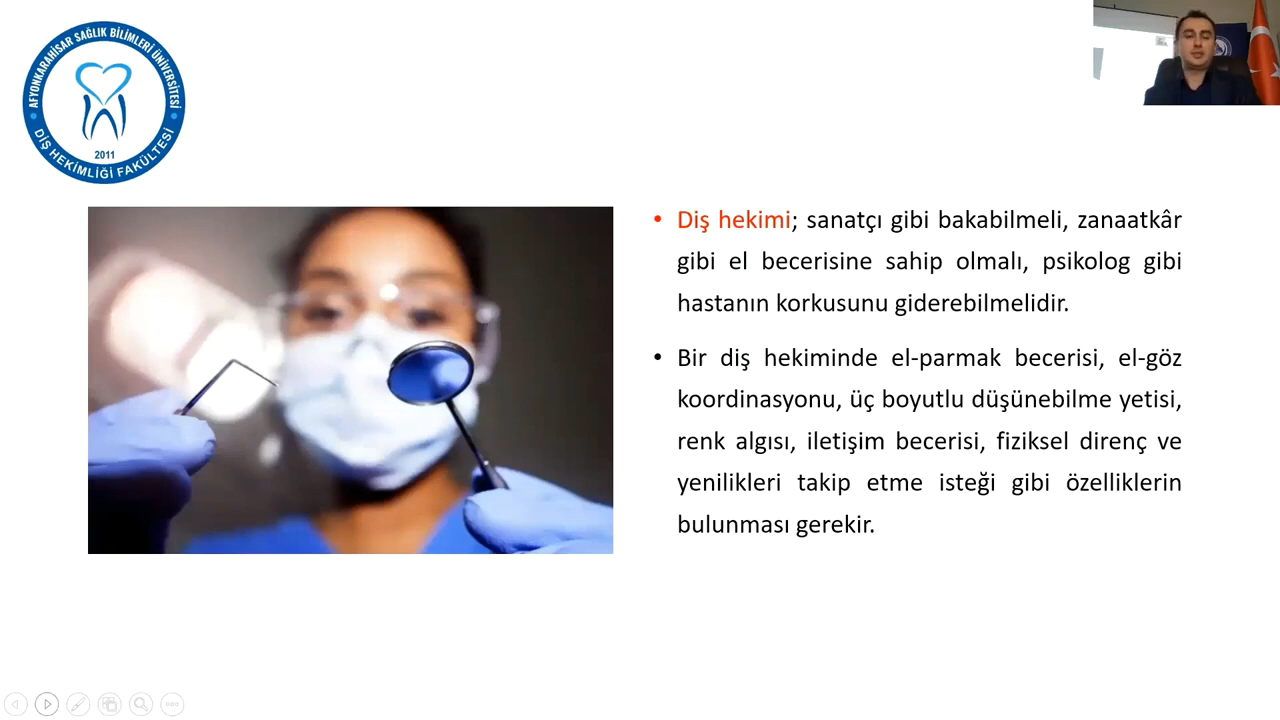 AFYONKARAHİSAR SAĞLIK BİLİMLERİ ÜNİVERSİTESİ
2011
DİŞ HEKİMLİĞİ FAKÜLTESİ
• Diş hekimi; sanatçı gibi bakabilmeli, zanaatkâr
gibi el becerisine sahip olmalı, psikolog gibi
hastanın korkusunu giderebilmelidir.
• Bir diş hekiminde el-parmak becerisi, el-göz
koordinasyonu, üç boyutlu düşünebilme yetisi,
renk algısı, iletişim becerisi, fiziksel direnç ve
yenilikleri takip etme isteği gibi özelliklerin
bulunması gerekir.